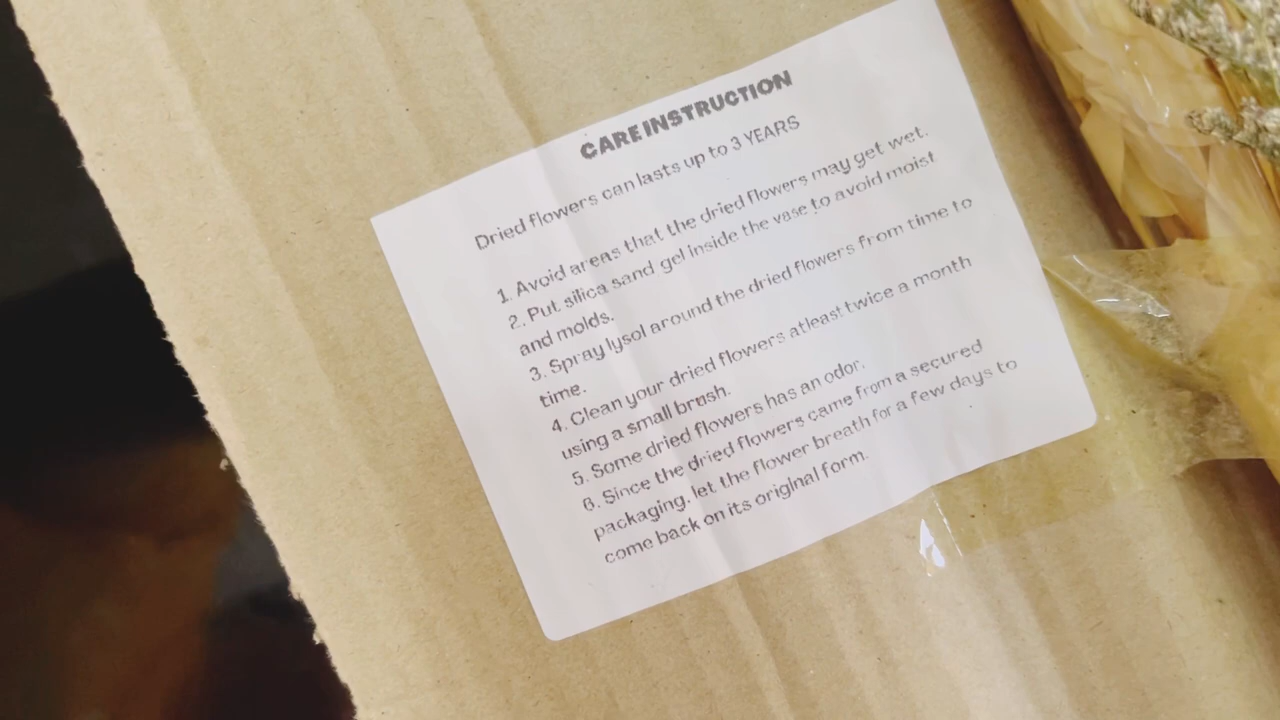 CARE INSTRUCTION
Dried flowers can lasts up to 3 YEARS
1. Avoid areas that the dried flowers may get wet.
2. Put silica sand gel inside the vase to avoid moist
and molds.
3. Spray lysol around the dried flowers from time to
time.
4. Clean your dried flowers atleast twice a month
using a small brush.
5. Some dried flowers has an odor.
6. Since the dried flowers came from a secured
packaging, let the flower breath for a few days to
come back on its original form.